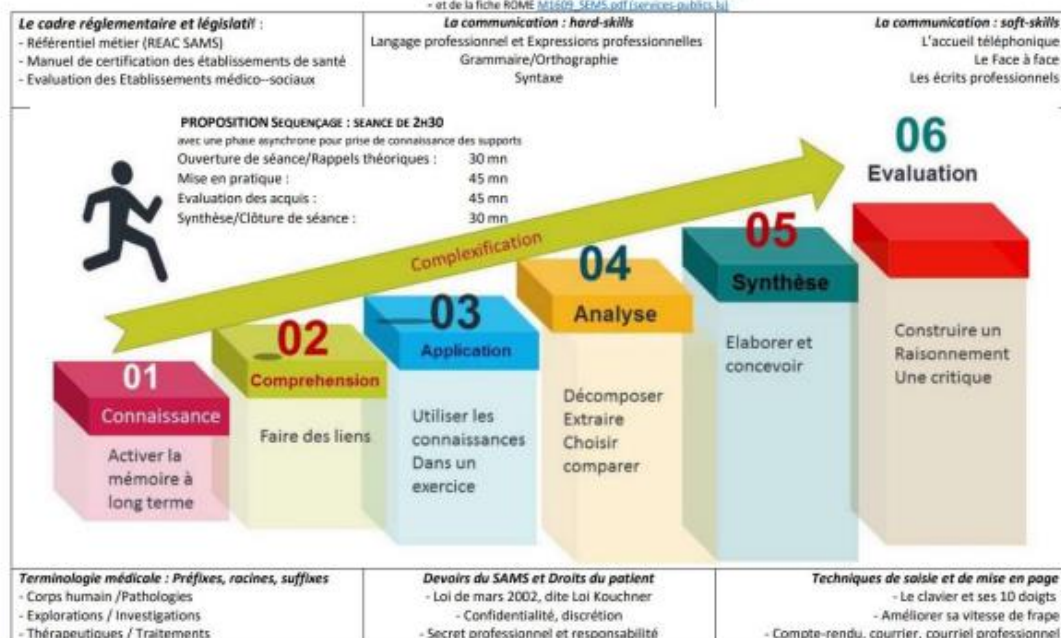 - et de la fiche ROME M1609_SEMS.pdf (services-publics.lu)
Le cadre réglementaire et législatif :
- Référentiel métier (REAC SAMS)
- Manuel de certification des établissements de santé
- Evaluation des Etablissements médico--sociaux
La communication : hard-skills
Langage professionnel et Expressions professionnelles
Grammaire/Orthographie
Syntaxe
La communication : soft-skills
L'accueil téléphonique
Le Face à face
Les écrits professionnels
PROPOSITION SEQUENÇAGE : SEANCE DE 2H30
avec une phase asynchrone pour prise de connaissance des supports
Ouverture de séance/Rappels théoriques : 30 mn
Mise en pratique : 45 mn
Evaluation des acquis : 45 mn
Synthèse/Clôture de séance : 30 mn
Complexification
01
Connaissance
Activer la
mémoire à
long terme
02
Comprehension
Faire des liens
03
Application
Utiliser les
connaissances
Dans un
exercice
04
Analyse
Décomposer
Extraire
Choisir
comparer
05
Synthèse
Elaborer et
concevoir
06
Evaluation
Construire un
Raisonnement
Une critique
Terminologie médicale : Préfixes, racines, suffixes
- Corps humain /Pathologies
- Explorations / Investigations
- Thérapeutiques / Traitements
Devoirs du SAMS et Droits du patient
- Loi de mars 2002, dite Loi Kouchner
- Confidentialité, discrétion
- Secret professionnel et responsabilité
Techniques de saisie et de mise en page
- Le clavier et ses 10 doigts
- Améliorer sa vitesse de frape
- Compte-rendu, courrier, courriel professionnel